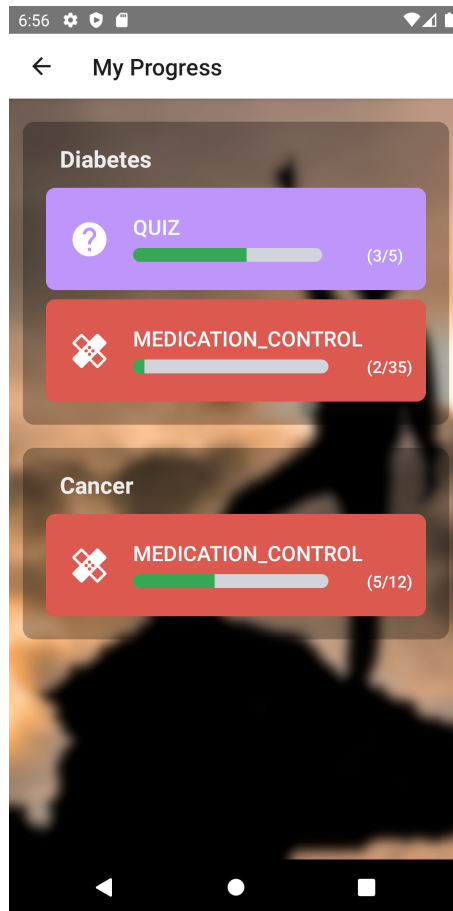 6:56
My Progress
Diabetes
QUIZ
(3/5)
MEDICATION_CONTROL
(2/35)
Cancer
MEDICATION_CONTROL
(5/12)